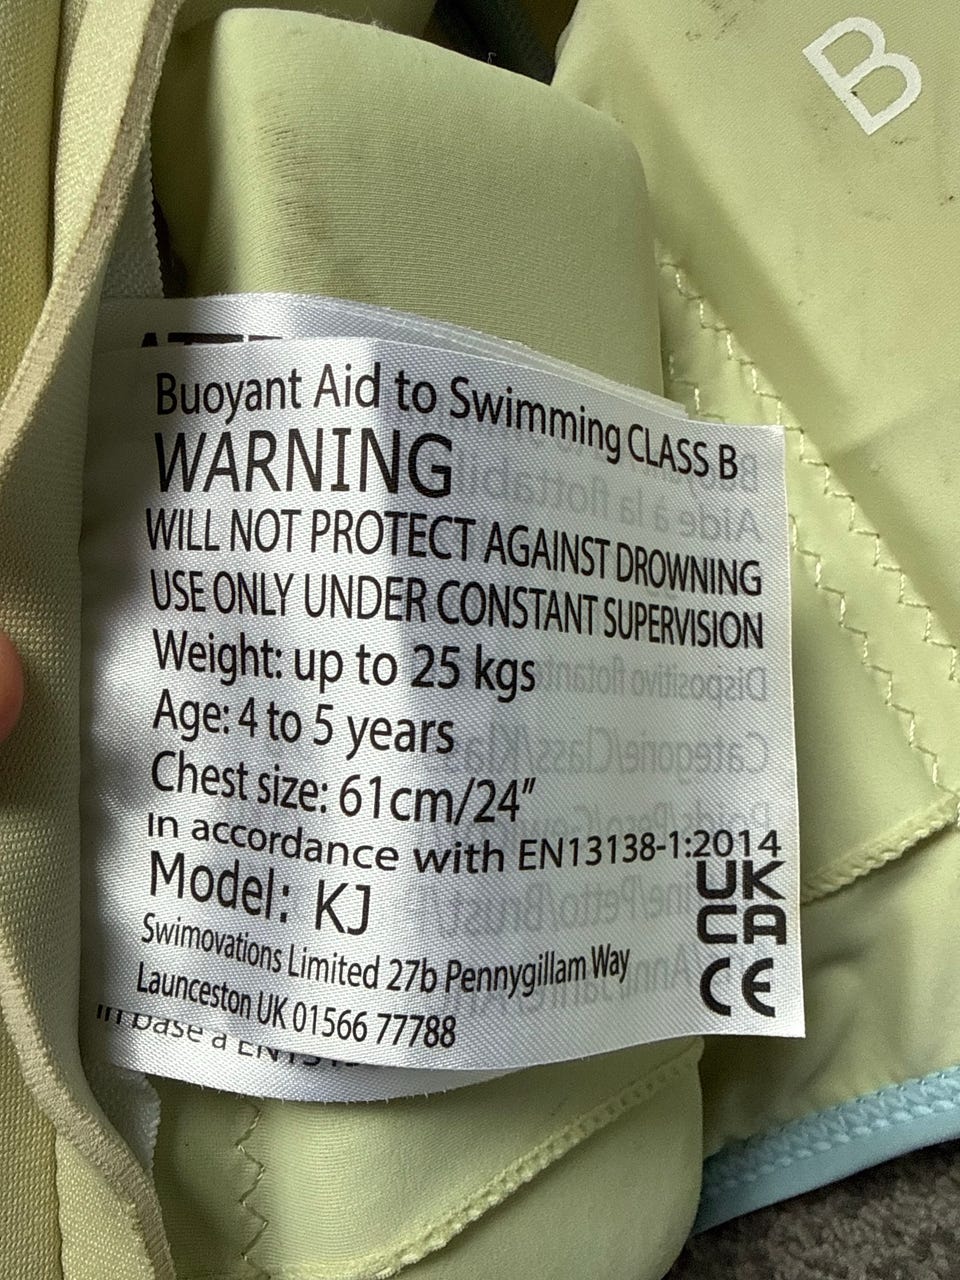 B
Buoyant Aid to Swimming CLASS B
WARNING
WILL NOT PROTECT AGAINST DROWNING
USE ONLY UNDER CONSTANT SUPERVISION
Weight: up to 25 kgs
Age: 4 to 5 years
Chest size: 61cm/24"
In accordance with EN13138-1:2014
Model: KJ
UK
CA
CE
Swimovations Limited 27b Pennygillam Way
Launceston UK 01566 77788
in base a